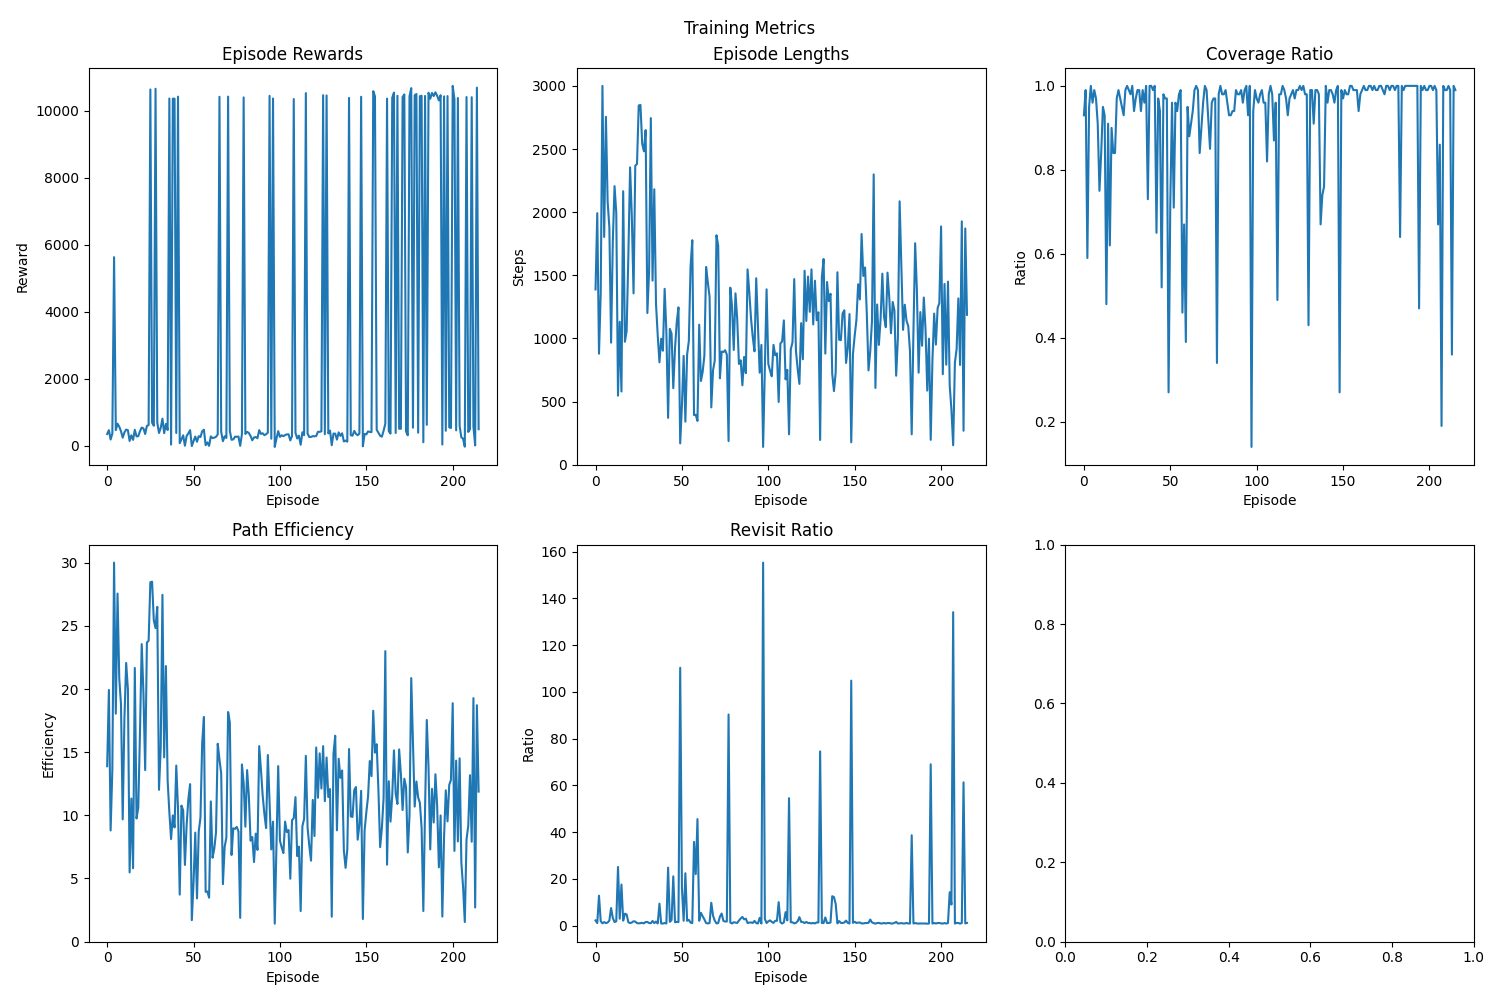 Training Metrics
Episode Rewards
Episode Lengths
Coverage Ratio
10000
8000
6000
4000
2000
0
Reward
0 50 100 150 200
Episode
3000
2500
2000
1500
1000
500
0
Steps
0 50 100 150 200
Episode
1.0
0.8
0.6
0.4
0.2
Ratio
0 50 100 150 200
Episode
Path Efficiency
Revisit Ratio
30
25
20
15
10
5
0
Efficiency
0 50 100 150 200
Episode
160
140
120
100
80
60
40
20
0
Ratio
0 50 100 150 200
Episode
1.0
0.8
0.6
0.4
0.2
0.0
0.0 0.2 0.4 0.6 0.8 1.0